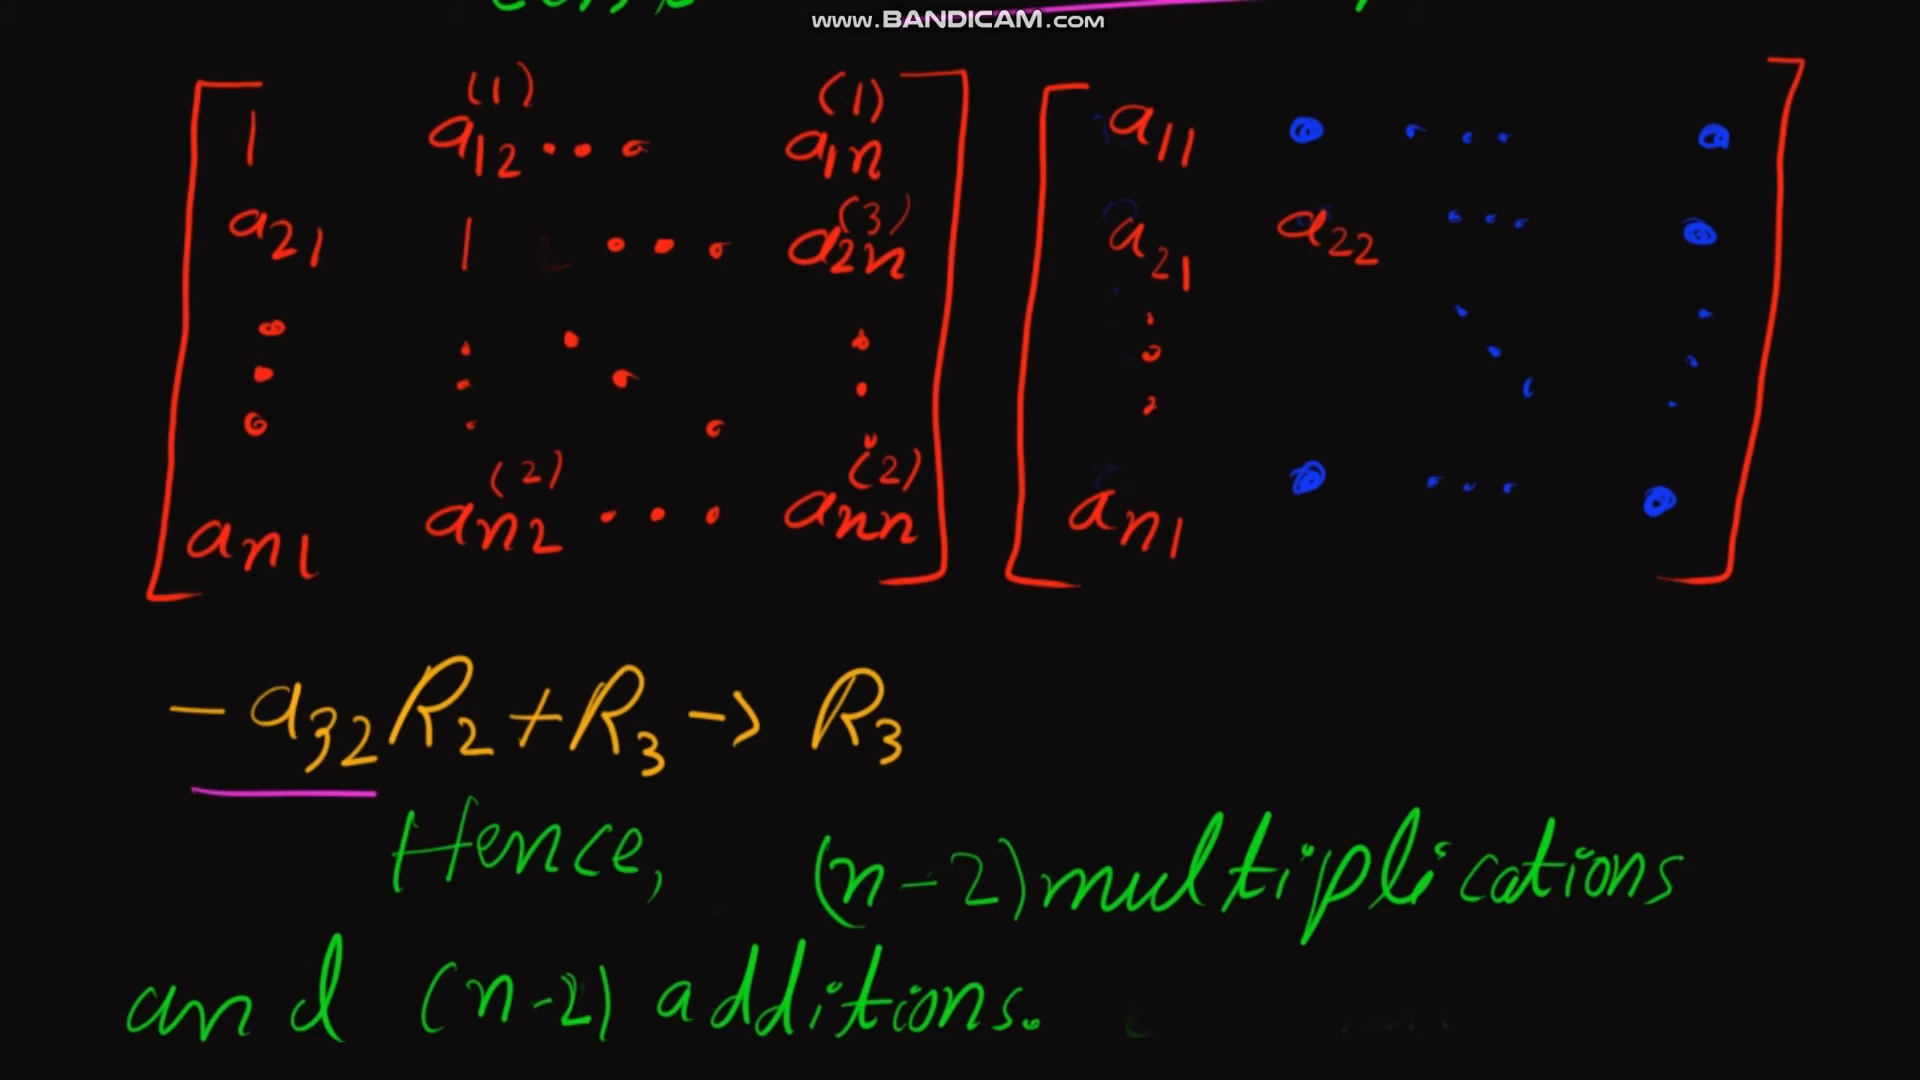 www.BANDICAM.com
1 a12^(1) ... a1n^(1) a11 ...
a21 1 ... a2n^(3) a21 a22 ...
an1 an2^(2) ... ann^(2) an1 ...
-a32R2+R3->R3
Hence, (n-2)multiplications
and (n-2) additions.